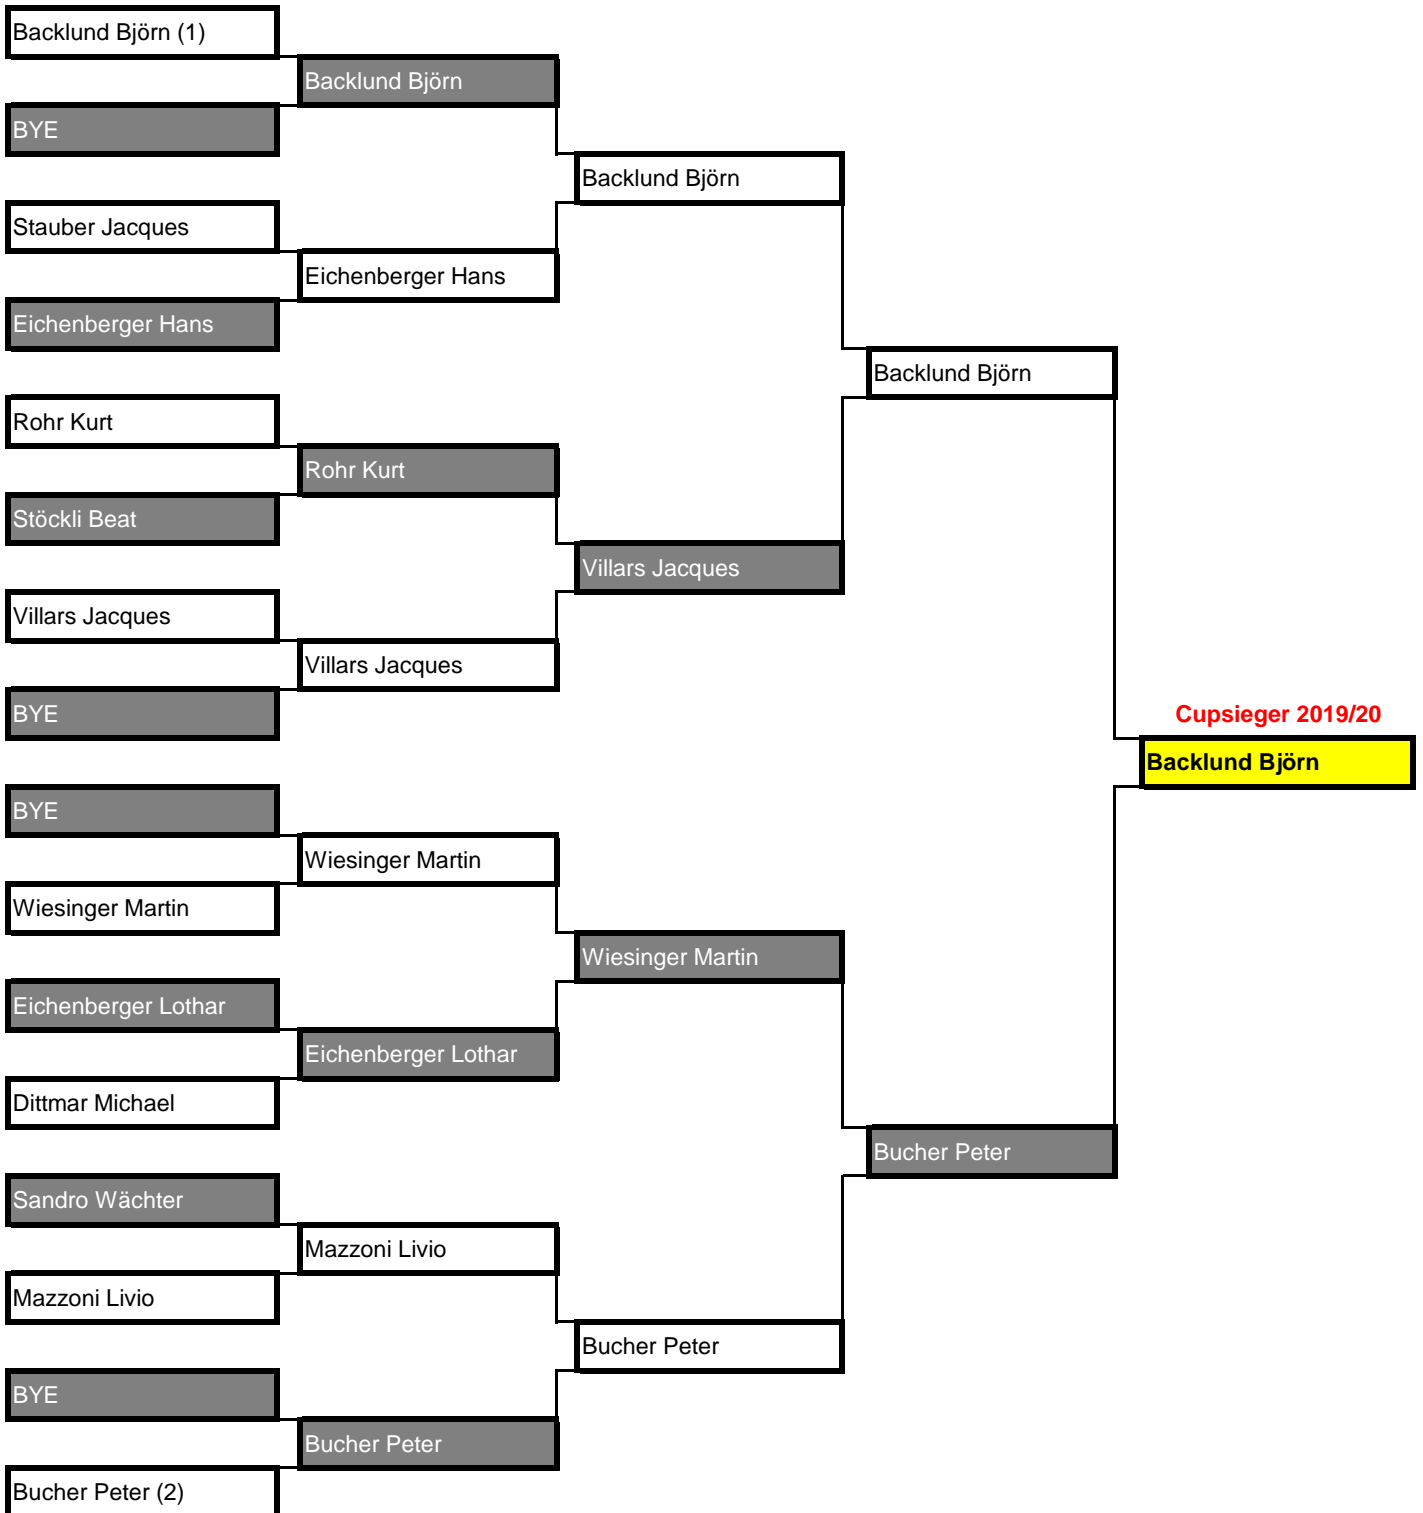 Backlund Björn (1)
Backlund Björn
BYE
Backlund Björn
Stauber Jacques
Eichenberger Hans
Eichenberger Hans
Backlund Björn
Rohr Kurt
Rohr Kurt
Stöckli Beat
Villars Jacques
Villars Jacques
Villars Jacques
BYE
Cupsieger 2019/20
Backlund Björn
BYE
Wiesinger Martin
Wiesinger Martin
Wiesinger Martin
Eichenberger Lothar
Eichenberger Lothar
Dittmar Michael
Bucher Peter
Sandro Wächter
Mazzoni Livio
Mazzoni Livio
Bucher Peter
BYE
Bucher Peter
Bucher Peter (2)